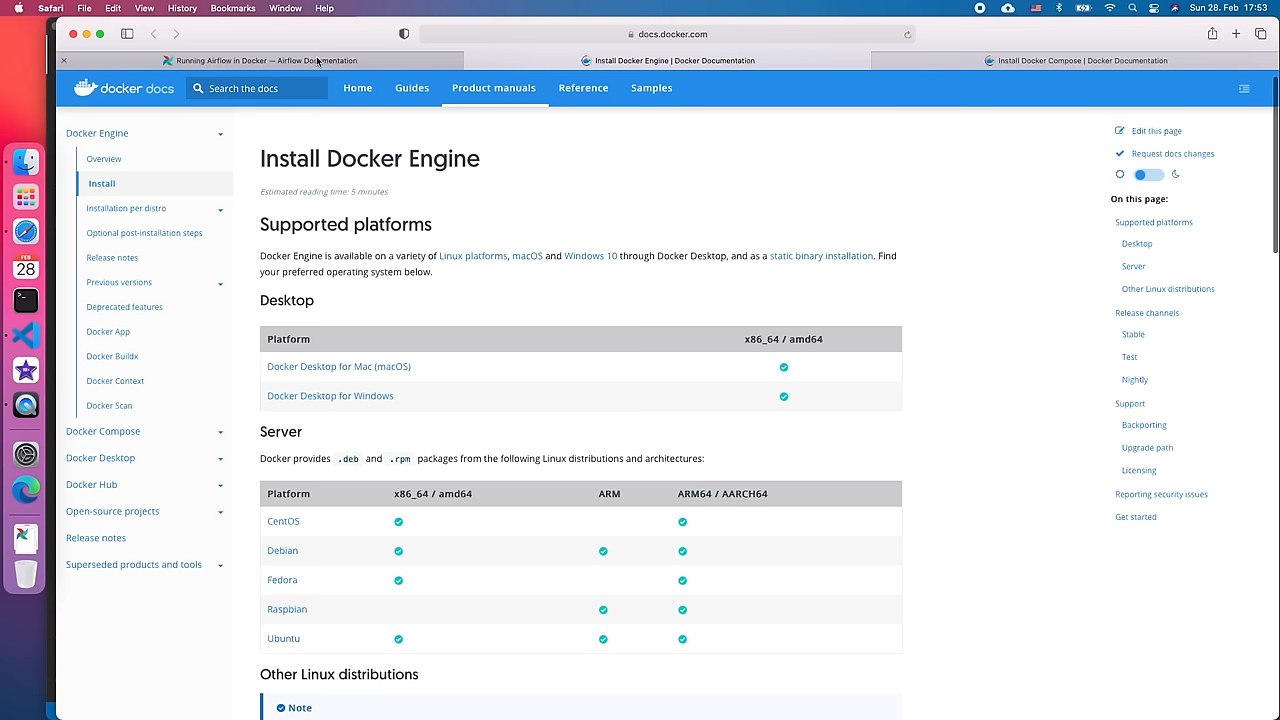 Safari File Edit View History Bookmarks Window Help Sun 28. Feb 17:53
docs.docker.com
Running Airflow in Docker — Airflow Documentation
Install Docker Engine | Docker Documentation
Install Docker Compose | Docker Documentation
docker docs Search the docs Home Guides Product manuals Reference Samples
FEB
28
Docker Engine
Overview
Install
Installation per distro
Optional post-installation steps
Release notes
Previous versions
Deprecated features
Docker App
Docker Buildx
Docker Context
Docker Scan
Docker Compose
Docker Desktop
Docker Hub
Open-source projects
Release notes
Superseded products and tools
Install Docker Engine
Estimated reading time: 5 minutes
Supported platforms
Docker Engine is available on a variety of Linux platforms, macOS and Windows 10 through Docker Desktop, and as a static binary installation. Find
your preferred operating system below.
Desktop
Platform x86_64 / amd64
Docker Desktop for Mac (macOS)
Docker Desktop for Windows
Server
Docker provides .deb and .rpm packages from the following Linux distributions and architectures:
Platform x86_64 / amd64 ARM ARM64 / AARCH64
CentOS
Debian
Fedora
Raspbian
Ubuntu
Other Linux distributions
Note
Edit this page
Request docs changes
On this page:
Supported platforms
Desktop
Server
Other Linux distributions
Release channels
Stable
Test
Nightly
Support
Backporting
Upgrade path
Licensing
Reporting security issues
Get started